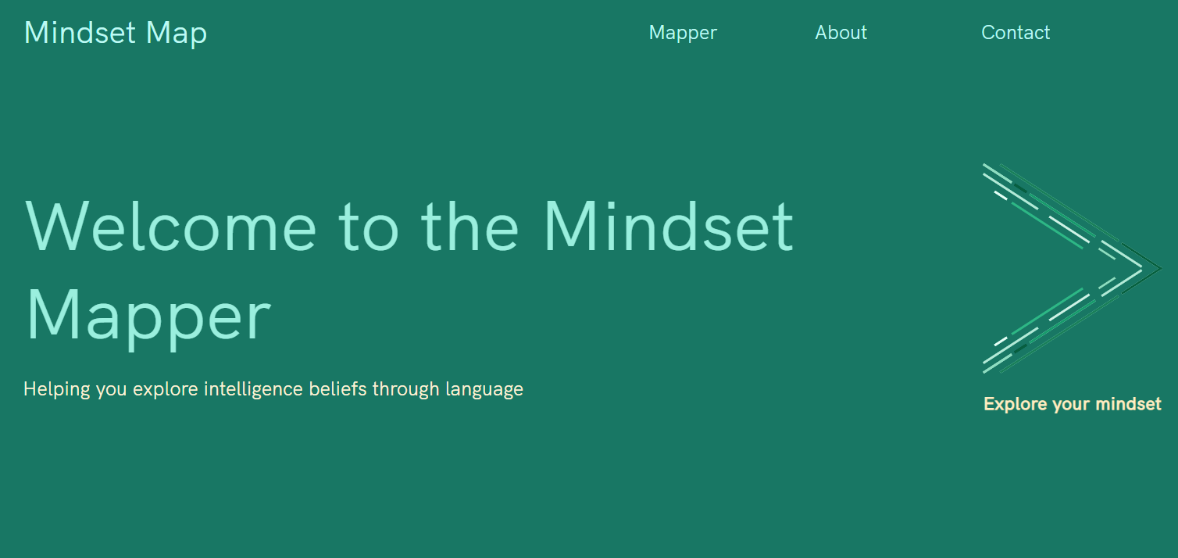 Mindset Map
Mapper
About
Contact
Welcome to the Mindset
Mapper
Helping you explore intelligence beliefs through language
Explore your mindset